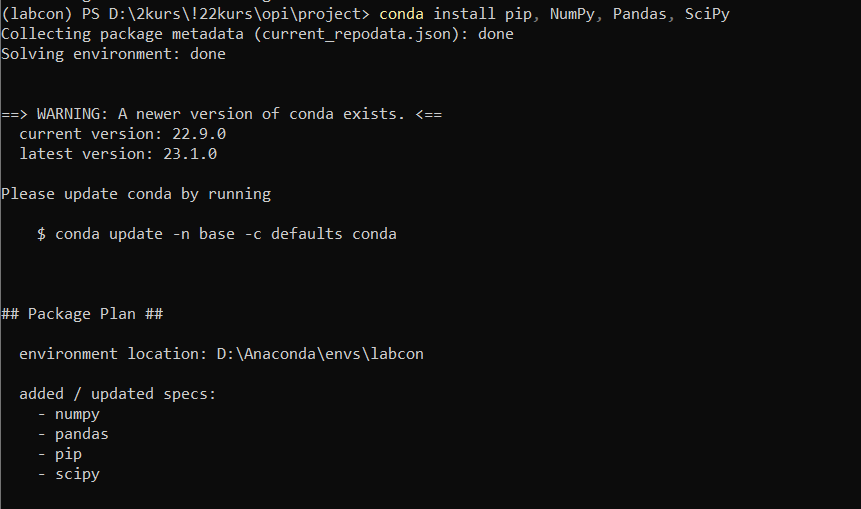 (labcon) PS D:\2kurs\!22kurs\opi\project> conda install pip, NumPy, Pandas, SciPy
Collecting package metadata (current_repodata.json): done
Solving environment: done
==> WARNING: A newer version of conda exists. <==
current version: 22.9.0
latest version: 23.1.0
Please update conda by running
$ conda update -n base -c defaults conda
## Package Plan ##
environment location: D:\Anaconda\envs\labcon
added / updated specs:
- numpy
- pandas
- pip
- scipy